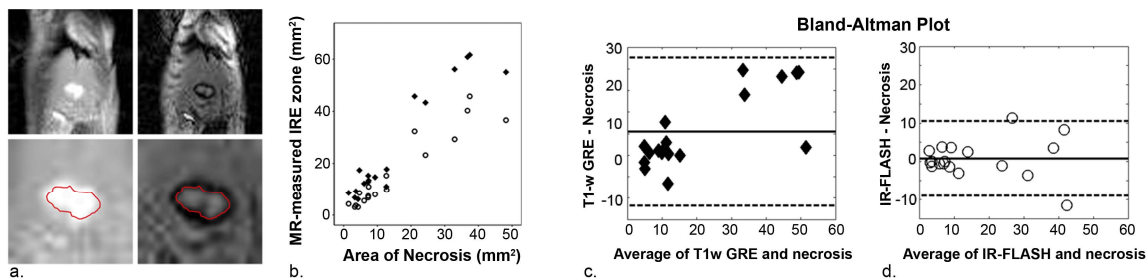 Bland-Altman Plot
MR-measured IRE zone (mm²)
60
40
20
0
0 10 20 30 40 50
Area of Necrosis (mm²)
T1-w GRE - Necrosis
30
20
10
0
-10
0 10 20 30 40 50 60
Average of T1w GRE and necrosis
IR-FLASH - Necrosis
30
20
10
0
-10
0 10 20 30 40 50 60
Average of IR-FLASH and necrosis
a.
b.
c.
d.